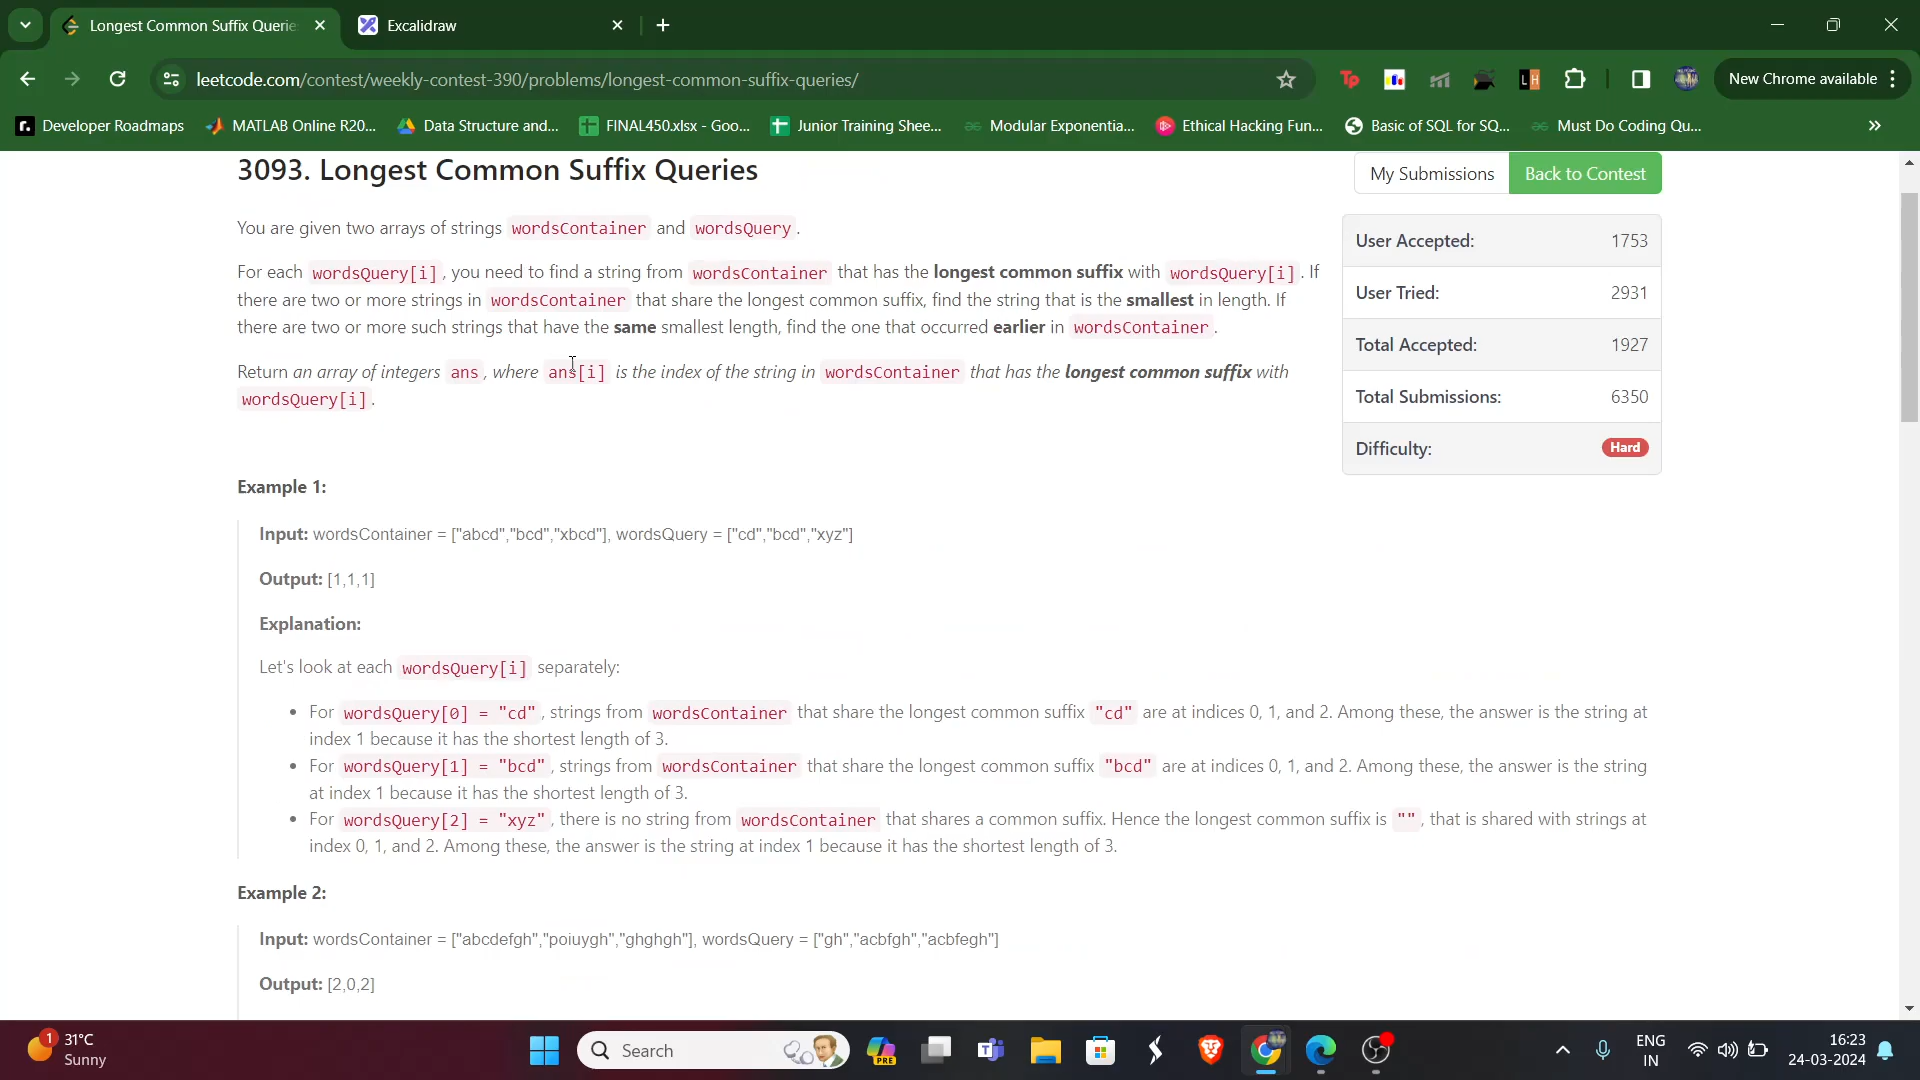 Longest Common Suffix Querie
Excalidraw
leetcode.com/contest/weekly-contest-390/problems/longest-common-suffix-queries/
New Chrome available
Developer Roadmaps
MATLAB Online R20...
Data Structure and...
FINAL450.xlsx - Goo...
Junior Training Shee...
Modular Exponentia...
Ethical Hacking Fun...
Basic of SQL for SQ...
Must Do Coding Qu...
3093. Longest Common Suffix Queries
My Submissions
Back to Contest
You are given two arrays of strings wordsContainer and wordsQuery .
For each wordsQuery[i] , you need to find a string from wordsContainer that has the longest common suffix with wordsQuery[i] . If
there are two or more strings in wordsContainer that share the longest common suffix, find the string that is the smallest in length. If
there are two or more such strings that have the same smallest length, find the one that occurred earlier in wordsContainer .
Return an array of integers ans , where ans[i] is the index of the string in wordsContainer that has the longest common suffix with
wordsQuery[i] .
User Accepted: 1753
User Tried: 2931
Total Accepted: 1927
Total Submissions: 6350
Difficulty: Hard
Example 1:
Input: wordsContainer = ["abcd","bcd","xbcd"], wordsQuery = ["cd","bcd","xyz"]
Output: [1,1,1]
Explanation:
Let's look at each wordsQuery[i] separately:
• For wordsQuery[0] = "cd" , strings from wordsContainer that share the longest common suffix "cd" are at indices 0, 1, and 2. Among these, the answer is the string at
index 1 because it has the shortest length of 3.
• For wordsQuery[1] = "bcd" , strings from wordsContainer that share the longest common suffix "bcd" are at indices 0, 1, and 2. Among these, the answer is the string
at index 1 because it has the shortest length of 3.
• For wordsQuery[2] = "xyz" , there is no string from wordsContainer that shares a common suffix. Hence the longest common suffix is "" , that is shared with strings at
index 0, 1, and 2. Among these, the answer is the string at index 1 because it has the shortest length of 3.
Example 2:
Input: wordsContainer = ["abcdefgh","poiuygh","ghghgh"], wordsQuery = ["gh","acbfgh","acbfegh"]
Output: [2,0,2]
1
31°C
Sunny
Search
PRE
ENG
IN
16:23
24-03-2024